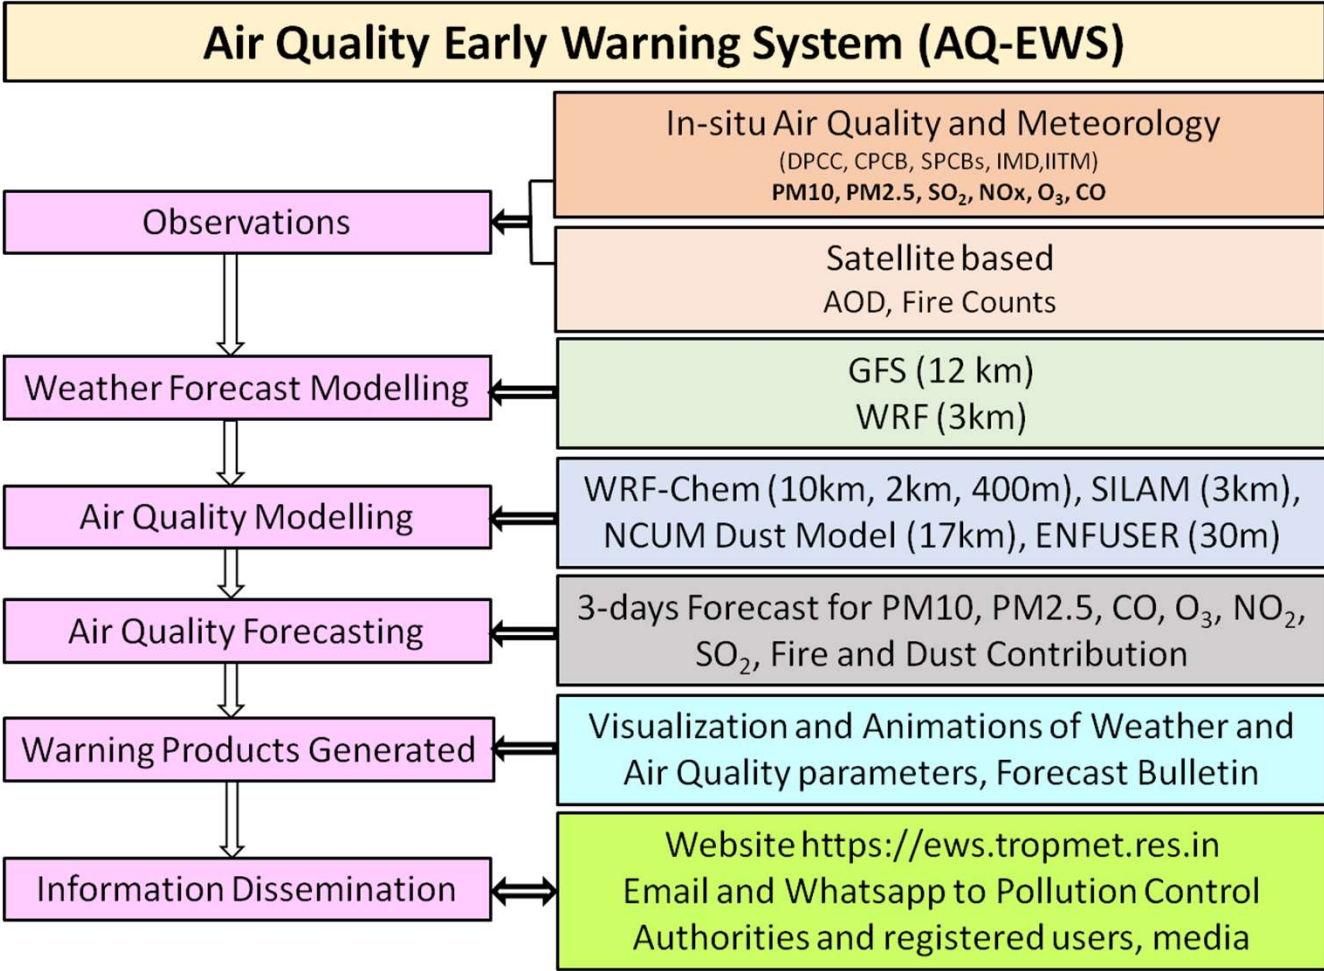 Air Quality Early Warning System (AQ-EWS)
In-situ Air Quality and Meteorology
(DPCC, CPCB, SPCBs, IMD,IITM)
PM10, PM2.5, SO₂, NOx, O₃, CO
Observations
Satellite based
AOD, Fire Counts
Weather Forecast Modelling
GFS (12 km)
WRF (3km)
Air Quality Modelling
WRF-Chem (10km, 2km, 400m), SILAM (3km),
NCUM Dust Model (17km), ENFUSER (30m)
Air Quality Forecasting
3-days Forecast for PM10, PM2.5, CO, O₃, NO₂,
SO₂, Fire and Dust Contribution
Warning Products Generated
Visualization and Animations of Weather and
Air Quality parameters, Forecast Bulletin
Information Dissemination
Website https://ews.tropmet.res.in
Email and Whatsapp to Pollution Control
Authorities and registered users, media